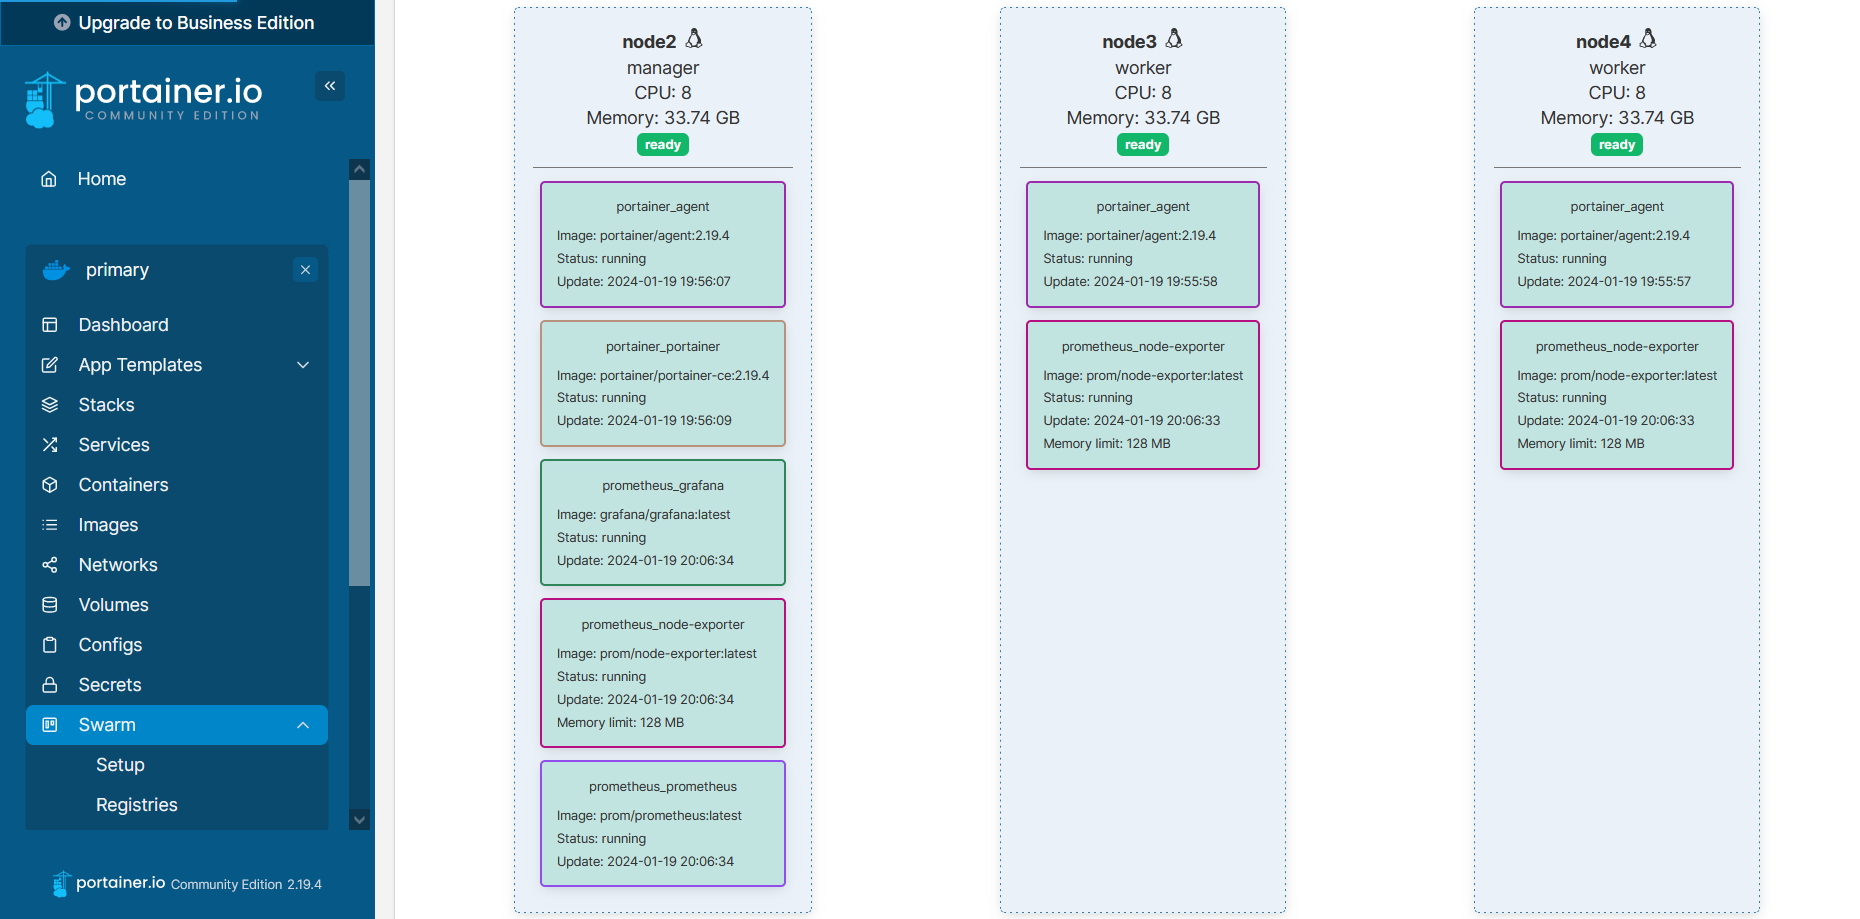 Upgrade to Business Edition
portainer.io
COMMUNITY EDITION
Home
primary
Dashboard
App Templates
Stacks
Services
Containers
Images
Networks
Volumes
Configs
Secrets
Swarm
Setup
Registries
portainer.io Community Edition 2.19.4
node2
manager
CPU: 8
Memory: 33.74 GB
ready
portainer_agent
Image: portainer/agent:2.19.4
Status: running
Update: 2024-01-19 19:56:07
portainer_portainer
Image: portainer/portainer-ce:2.19.4
Status: running
Update: 2024-01-19 19:56:09
prometheus_grafana
Image: grafana/grafana:latest
Status: running
Update: 2024-01-19 20:06:34
prometheus_node-exporter
Image: prom/node-exporter:latest
Status: running
Update: 2024-01-19 20:06:34
Memory limit: 128 MB
prometheus_prometheus
Image: prom/prometheus:latest
Status: running
Update: 2024-01-19 20:06:34
node3
worker
CPU: 8
Memory: 33.74 GB
ready
portainer_agent
Image: portainer/agent:2.19.4
Status: running
Update: 2024-01-19 19:55:58
prometheus_node-exporter
Image: prom/node-exporter:latest
Status: running
Update: 2024-01-19 20:06:33
Memory limit: 128 MB
node4
worker
CPU: 8
Memory: 33.74 GB
ready
portainer_agent
Image: portainer/agent:2.19.4
Status: running
Update: 2024-01-19 19:55:57
prometheus_node-exporter
Image: prom/node-exporter:latest
Status: running
Update: 2024-01-19 20:06:33
Memory limit: 128 MB